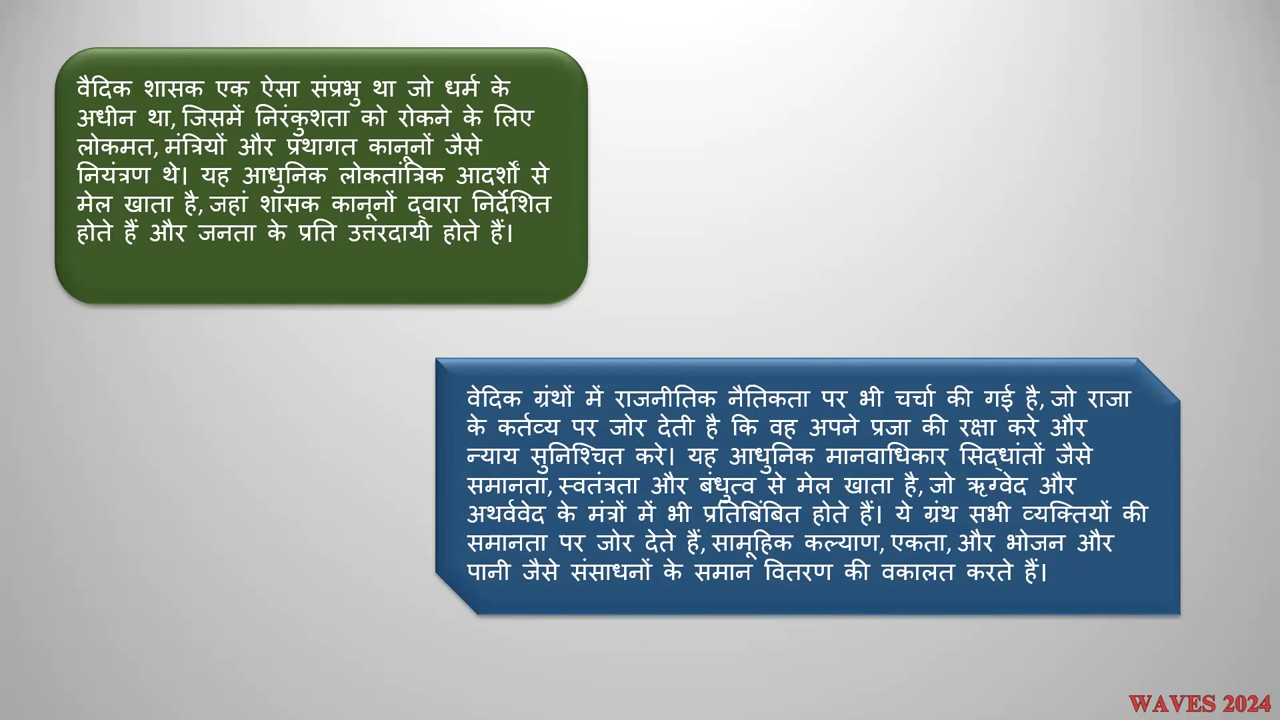 वैदिक शासक एक ऐसा संप्रभु था जो धर्म के
अधीन था, जिसमें निरंकुशता को रोकने के लिए
लोकमत, मंत्रियों और प्रथागत कानूनों जैसे
नियंत्रण थे। यह आधुनिक लोकतांत्रिक आदर्शों से
मेल खाता है, जहां शासक कानूनों द्वारा निर्देशित
होते हैं और जनता के प्रति उत्तरदायी होते हैं।
वेदिक ग्रंथों में राजनीतिक नैतिकता पर भी चर्चा की गई है, जो राजा
के कर्तव्य पर जोर देती है कि वह अपने प्रजा की रक्षा करे और
न्याय सुनिश्चित करे। यह आधुनिक मानवाधिकार सिद्धांतों जैसे
समानता, स्वतंत्रता और बंधुत्व से मेल खाता है, जो ऋग्वेद और
अथर्ववेद के मंत्रों में भी प्रतिबिंबित होते हैं। ये ग्रंथ सभी व्यक्तियों की
समानता पर जोर देते हैं, सामूहिक कल्याण, एकता, और भोजन और
पानी जैसे संसाधनों के समान वितरण की वकालत करते हैं।
WAVES 2024